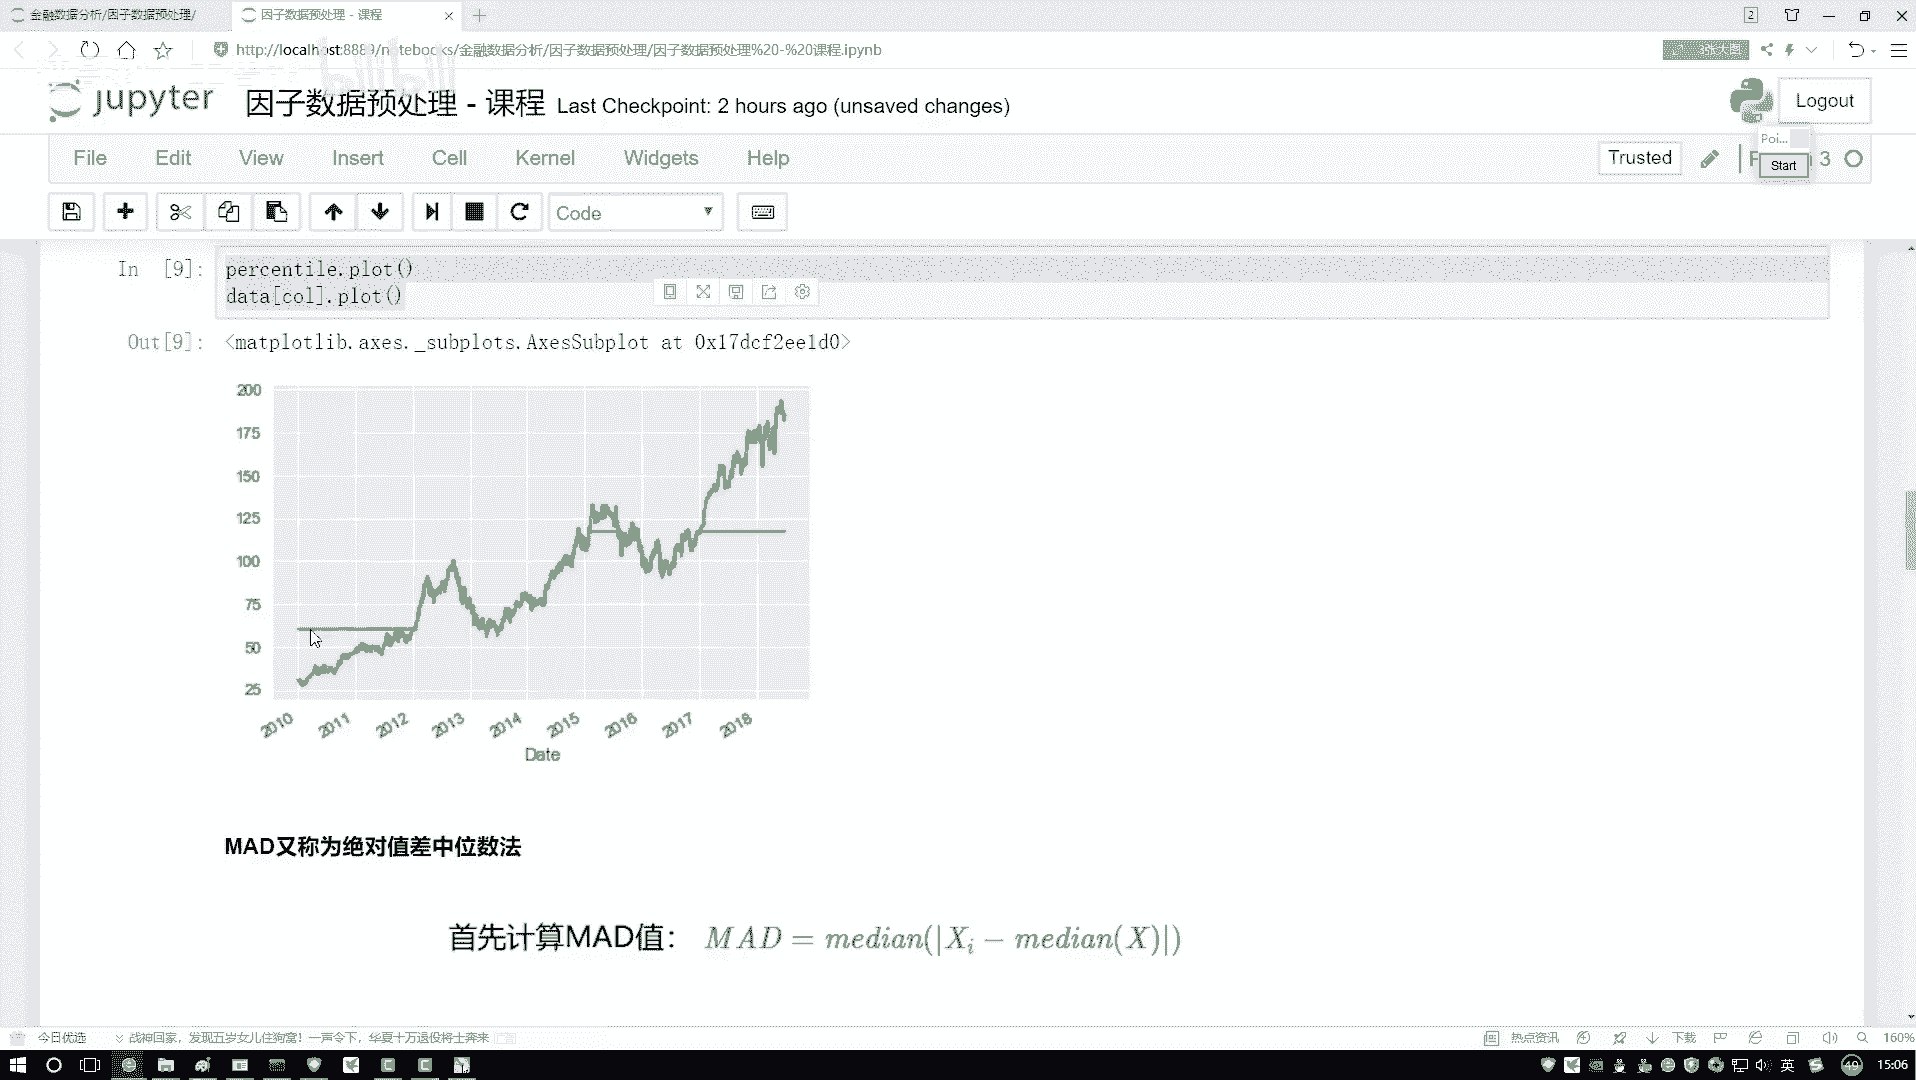 金融数据分析/因子数据预处理/
因子数据预处理 - 课程
2
http://localhost:8889/notebooks/金融数据分析/因子数据预处理/因子数据预处理%20-%20课程.ipynb
bilibili
jupyter
因子数据预处理 - 课程 Last Checkpoint: 2 hours ago (unsaved changes)
Logout
Poi...
File Edit View Insert Cell Kernel Widgets Help
Trusted
Start
3
Code
In [9]:
percentile.plot()
data[col].plot()
Out[9]:
<matplotlib.axes._subplots.AxesSubplot at 0x17dcf2ee1d0>
200
175
150
125
100
75
50
25
2010 2011 2012 2013 2014 2015 2016 2017 2018
Date
MAD又称为绝对值差中位数法
首先计算MAD值： MAD = median(|Xi − median(X)|)
今日优选
战神回家，发现五岁女儿住狗窝！一声令下，华夏十万退役将士奔来
热点资讯
下载
160%
英
49
15:06